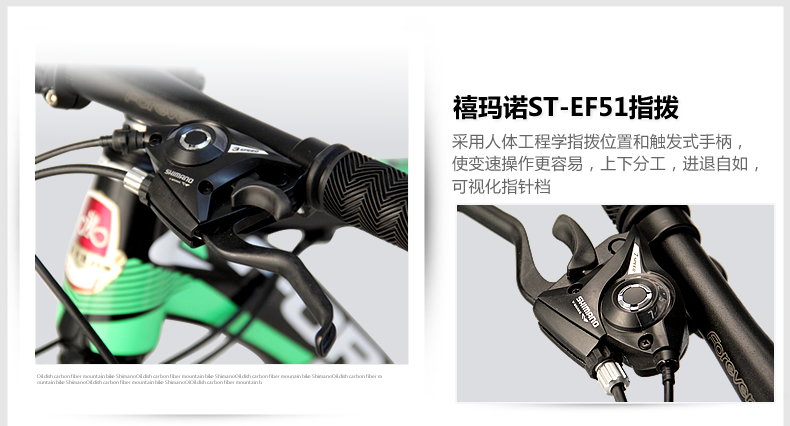 禧玛诺ST-EF51指拨
采用人体工程学指拨位置和触发式手柄，
使变速操作更容易，上下分工，进退自如，
可视化指针档
forever
3 SPEED
SHIMANO
SHIMANO
forever
Oildish carbon fiber mountain bike ShimanoOildish carbon fiber mountain bike ShimanoOildish carbon fiber mounain bike ShimanoOildish carbon fiber m
ountain bike ShimanoOildish carbon fiber mountain bike ShimanoOiOildish carbon fiber mountain b